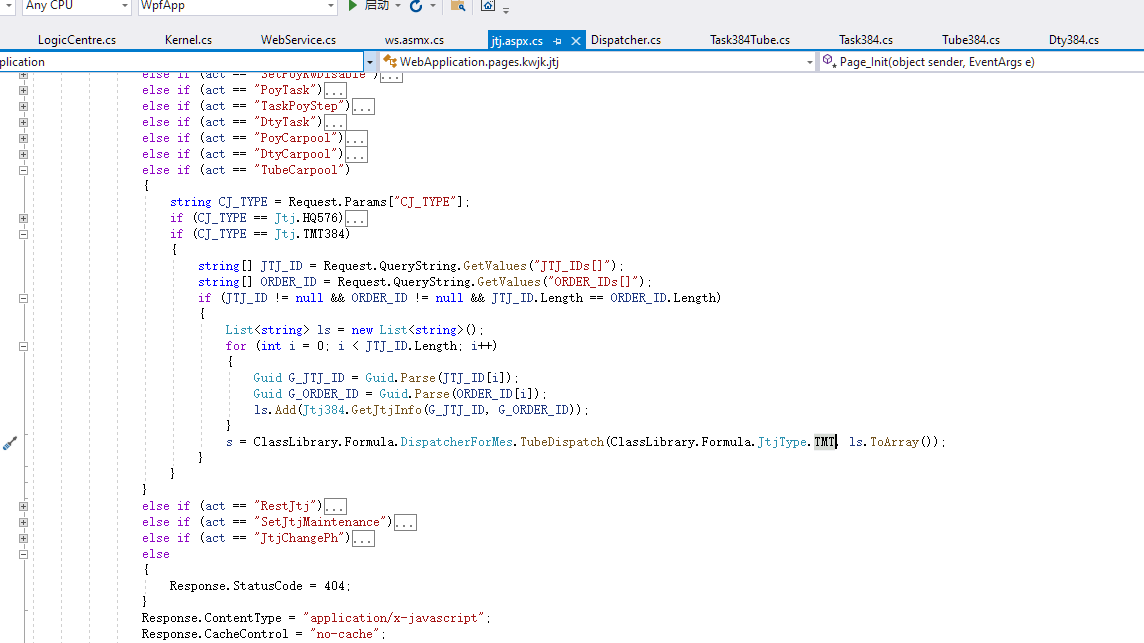 Any CPU WpfApp 启动
LogicCentre.cs Kernel.cs WebService.cs ws.asmx.cs jtj.aspx.cs Dispatcher.cs Task384Tube.cs Task384.cs Tube384.cs Dty384.cs
plication WebApplication.pages.kwjk.jtj Page_Init(object sender, EventArgs e)
else if (act == "SetPoyKwDisable")...
else if (act == "PoyTask")...
else if (act == "TaskPoyStep")...
else if (act == "DtyTask")...
else if (act == "PoyCarpool")...
else if (act == "DtyCarpool")...
else if (act == "TubeCarpool")
{
string CJ_TYPE = Request.Params["CJ_TYPE"];
if (CJ_TYPE == Jtj.HQ576)...
if (CJ_TYPE == Jtj.TMT384)
{
string[] JTJ_ID = Request.QueryString.GetValues("JTJ_IDs[]");
string[] ORDER_ID = Request.QueryString.GetValues("ORDER_IDs[]");
if (JTJ_ID != null && ORDER_ID != null && JTJ_ID.Length == ORDER_ID.Length)
{
List<string> ls = new List<string>();
for (int i = 0; i < JTJ_ID.Length; i++)
{
Guid G_JTJ_ID = Guid.Parse(JTJ_ID[i]);
Guid G_ORDER_ID = Guid.Parse(ORDER_ID[i]);
ls.Add(Jtj384.GetJtjInfo(G_JTJ_ID, G_ORDER_ID));
}
s = ClassLibrary.Formula.DispatcherForMes.TubeDispatch(ClassLibrary.Formula.JtjType.TMT, ls.ToArray());
}
}
}
else if (act == "RestJtj")...
else if (act == "SetJtjMaintenance")...
else if (act == "JtjChangePh")...
else
{
Response.StatusCode = 404;
}
Response.ContentType = "application/x-javascript";
Response.CacheControl = "no-cache";